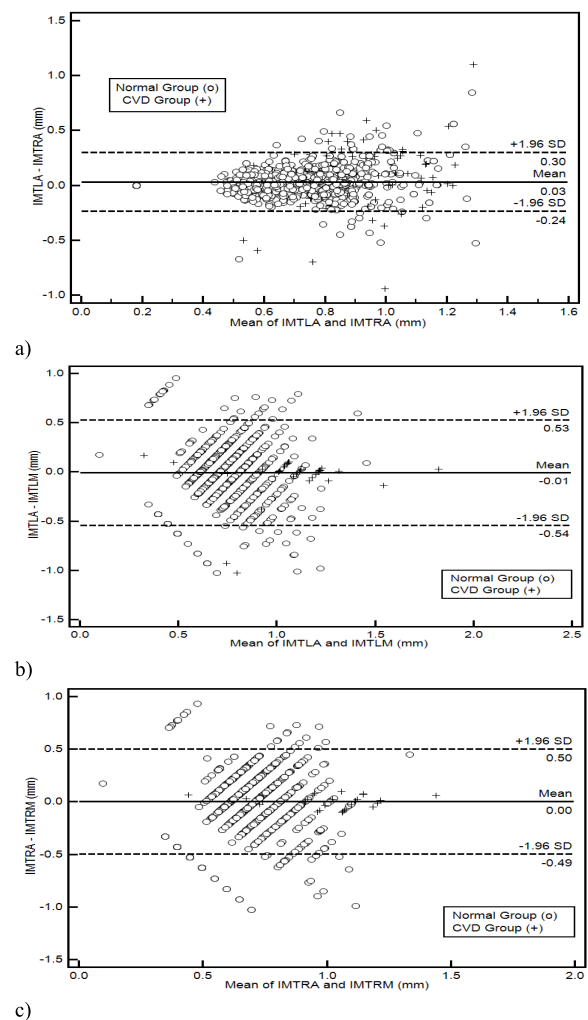 1.5
1.0
0.5
0.0
-0.5
-1.0
IMTLA - IMTRA (mm)
Normal Group (o)
CVD Group (+)
+1.96 SD
0.30
Mean
0.03
-1.96 SD
-0.24
0.0 0.2 0.4 0.6 0.8 1.0 1.2 1.4 1.6
Mean of IMTLA and IMTRA (mm)
a)
1.0
0.5
0.0
-0.5
-1.0
-1.5
IMTLA - IMTLM (mm)
+1.96 SD
0.53
Mean
-0.01
-1.96 SD
-0.54
Normal Group (o)
CVD Group (+)
0.5 1.0 1.5 2.0 2.5
Mean of IMTLA and IMTLM (mm)
b)
1.0
0.5
0.0
-0.5
-1.0
-1.5
IMTRA - IMTRM (mm)
+1.96 SD
0.50
Mean
0.00
-1.96 SD
-0.49
Normal Group (o)
CVD Group (+)
0.0 0.5 1.0 1.5 2.0
Mean of IMTRA and IMTRM (mm)
c)